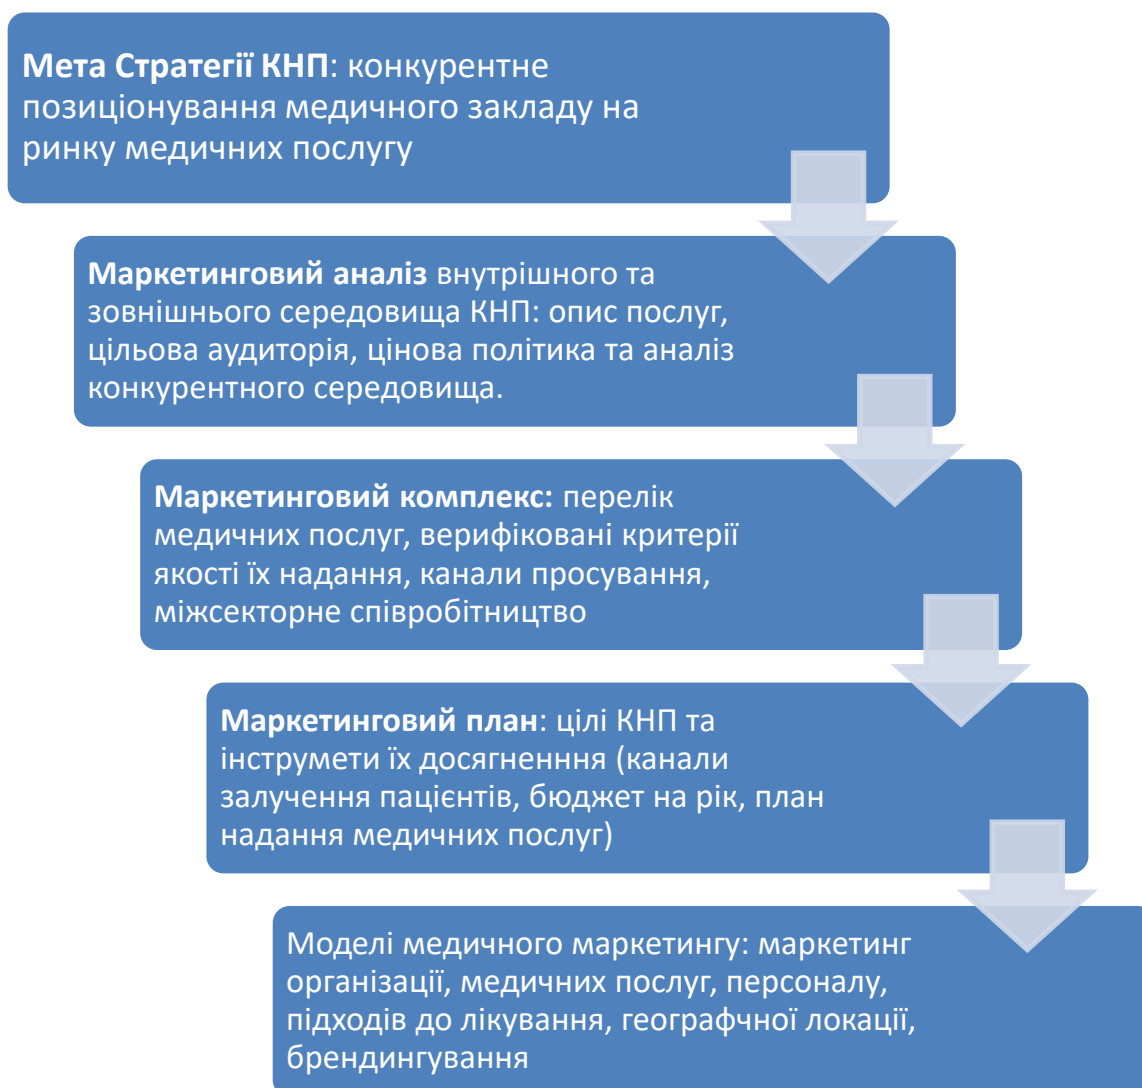 Мета Стратегії КНП: конкурентне
позиціонування медичного закладу на
ринку медичних послугу
Маркетинговий аналіз внутрішного та
зовнішнього середовища КНП: опис послуг,
цільова аудиторія, цінова політика та аналіз
конкурентного середовища.
Маркетинговий комплекс: перелік
медичних послуг, верифіковані критерії
якості їх надання, канали просування,
міжсекторне співробітництво
Маркетинговий план: цілі КНП та
інструменти їх досягненння (канали
залучення пацієнтів, бюджет на рік, план
надання медичних послуг)
Моделі медичного маркетингу: маркетинг
організації, медичних послуг, персоналу,
підходів до лікування, географчної локації,
брендингування